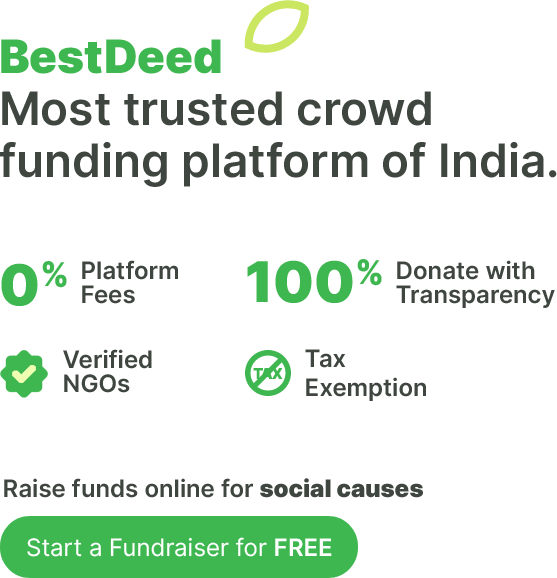 BestDeed
Most trusted crowd
funding platform of India.
0% Platform
Fees
100% Donate with
Transparency
Verified
NGOs
TAX
Tax
Exemption
Raise funds online for social causes
Start a Fundraiser for FREE